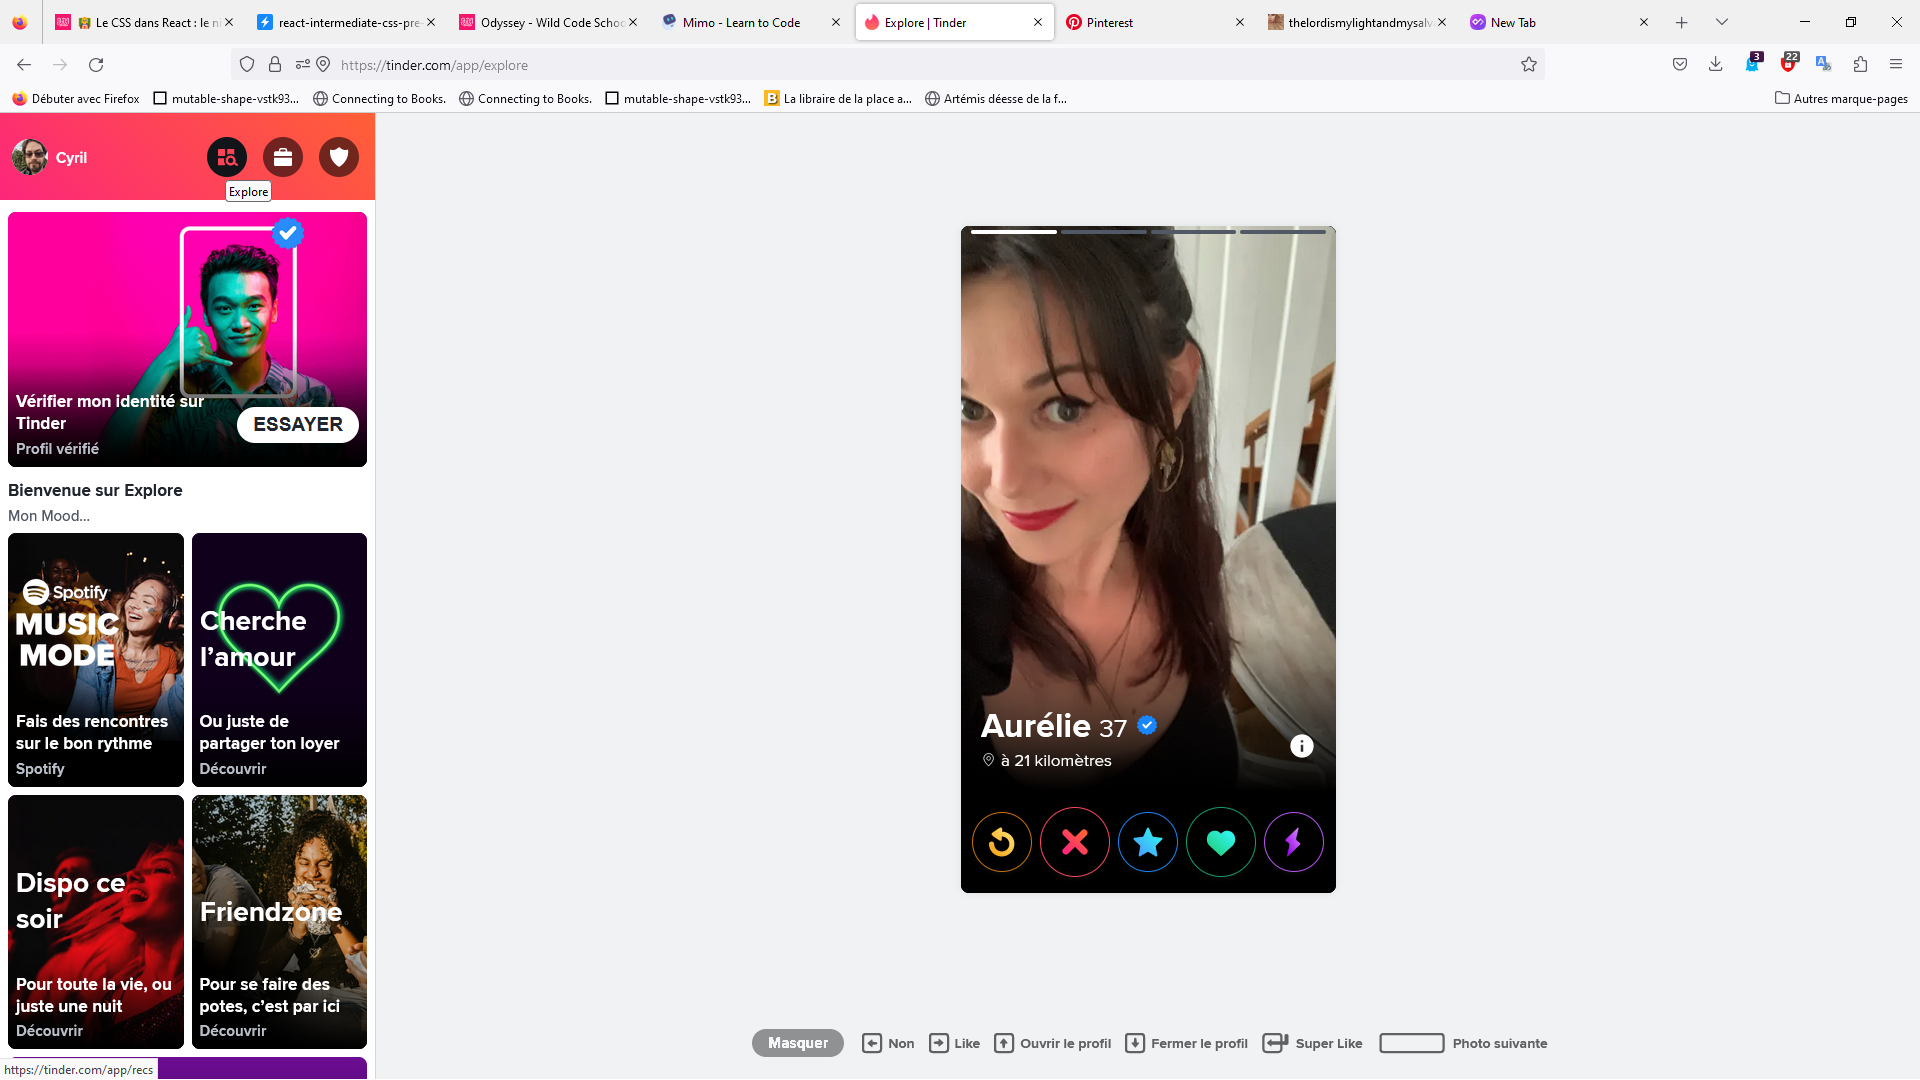 Le CSS dans React : le ni
react-intermediate-css-pre-
Odyssey - Wild Code Schoo
Mimo - Learn to Code
Explore | Tinder
Pinterest
thelordismylightandmysalv
New Tab
https://tinder.com/app/explore
3
22
Débuter avec Firefox
mutable-shape-vstk93...
Connecting to Books.
Connecting to Books.
mutable-shape-vstk93...
La libraire de la place a...
Artémis déesse de la f...
Autres marque-pages
Cyril
Explore
Vérifier mon identité sur
Tinder
Profil vérifié
ESSAYER
Bienvenue sur Explore
Mon Mood...
Spotify
MUSIC
MODE
Fais des rencontres
sur le bon rythme
Spotify
Cherche
l'amour
Ou juste de
partager ton loyer
Découvrir
Dispo ce
soir
Pour toute la vie, ou
juste une nuit
Découvrir
Friendzone
Pour se faire des
potes, c'est par ici
Découvrir
https://tinder.com/app/recs
Aurélie 37
à 21 kilomètres
Masquer
Non
Like
Ouvrir le profil
Fermer le profil
Super Like
Photo suivante